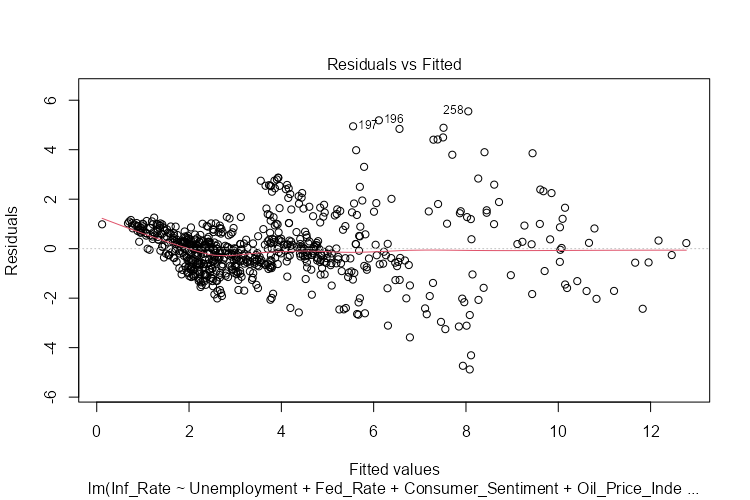 Residuals vs Fitted
Residuals
6
4
2
0
-2
-4
-6
197
196
258
0 2 4 6 8 10 12
Fitted values
lm(Inf_Rate ~ Unemployment + Fed_Rate + Consumer_Sentiment + Oil_Price_Inde ...